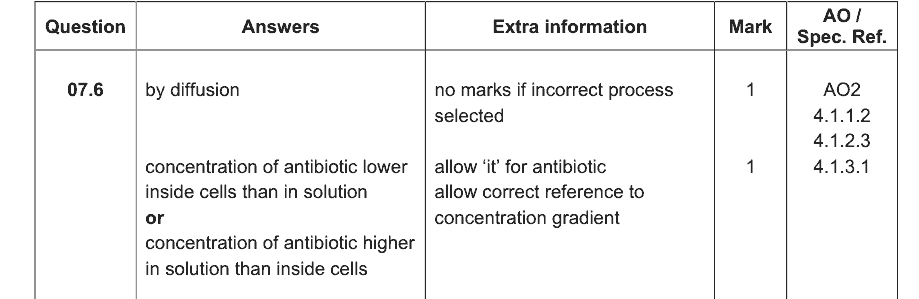 Question Answers Extra information Mark AO /
Spec. Ref.
07.6 by diffusion no marks if incorrect process 1 AO2
selected 4.1.1.2
4.1.2.3
concentration of antibiotic lower allow ‘it’ for antibiotic 1 4.1.3.1
inside cells than in solution allow correct reference to
or concentration gradient
concentration of antibiotic higher
in solution than inside cells